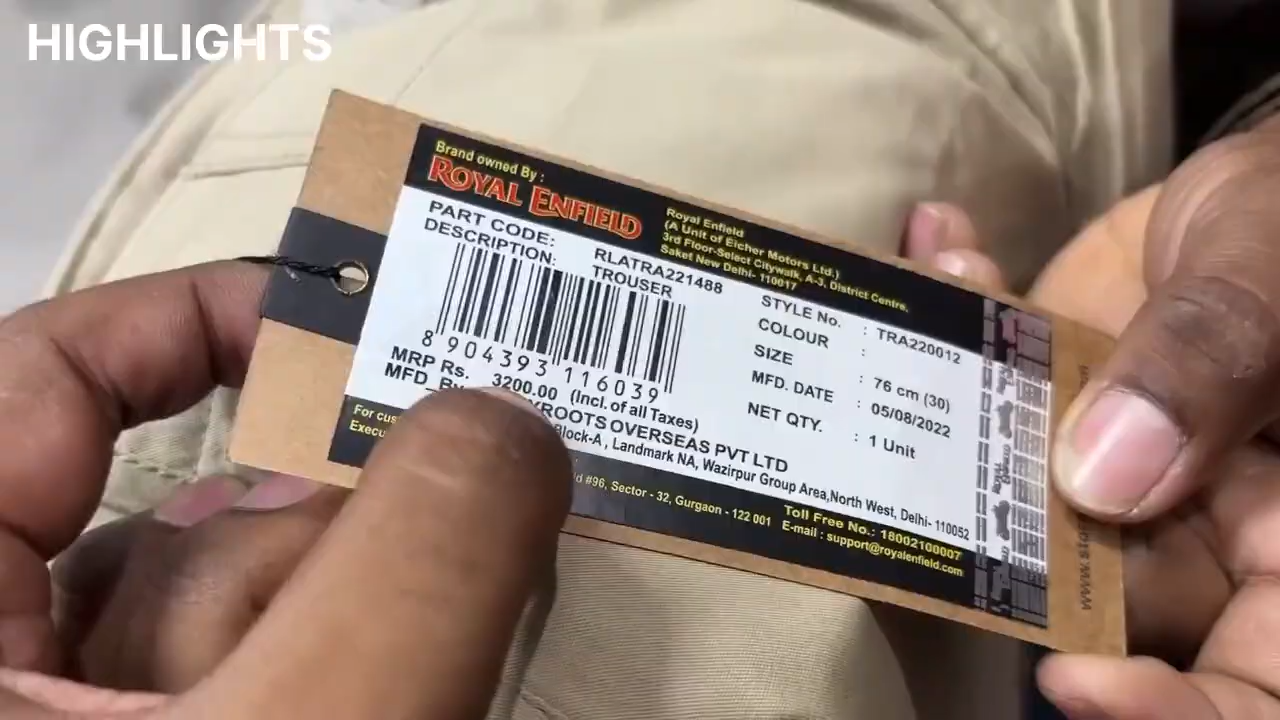 HIGHLIGHTS
Brand owned By :
ROYAL ENFIELD
Royal Enfield
(A Unit of Eicher Motors Ltd.)
3rd Floor-Select Citywalk, A-3, District Centre,
Saket New Delhi- 110017
PART CODE: RLATRA221488
DESCRIPTION: TROUSER
8 904393 116039
MRP Rs. 3200.00 (Incl. of all Taxes)
STYLE No. : TRA220012
COLOUR :
SIZE : 76 cm (30)
MFD. DATE : 05/08/2022
NET QTY. : 1 Unit
MFD_By ROOTS OVERSEAS PVT LTD
Block-A , Landmark NA, Wazirpur Group Area,North West, Delhi- 110052
For
#96, Sector - 32, Gurgaon - 122 001
Toll Free No.: 18002100007
E-mail : support@royalenfield.com
www